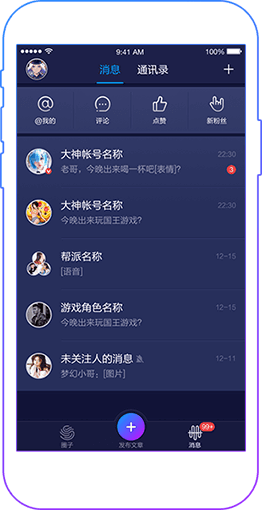 9:41 AM 100%
消息 通讯录
@我的 评论 点赞 新粉丝
大神帐号名称 22:30
老哥，今晚出来喝一杯吧[表情]? 3
大神帐号名称 22:30
今晚出来玩国王游戏?
帮派名称 12-15
[语音]
游戏角色名称 12-15
今晚出来玩国王游戏?
未关注人的消息 12-11
梦幻小哥：[图片]
99+
圈子 发布文章 消息